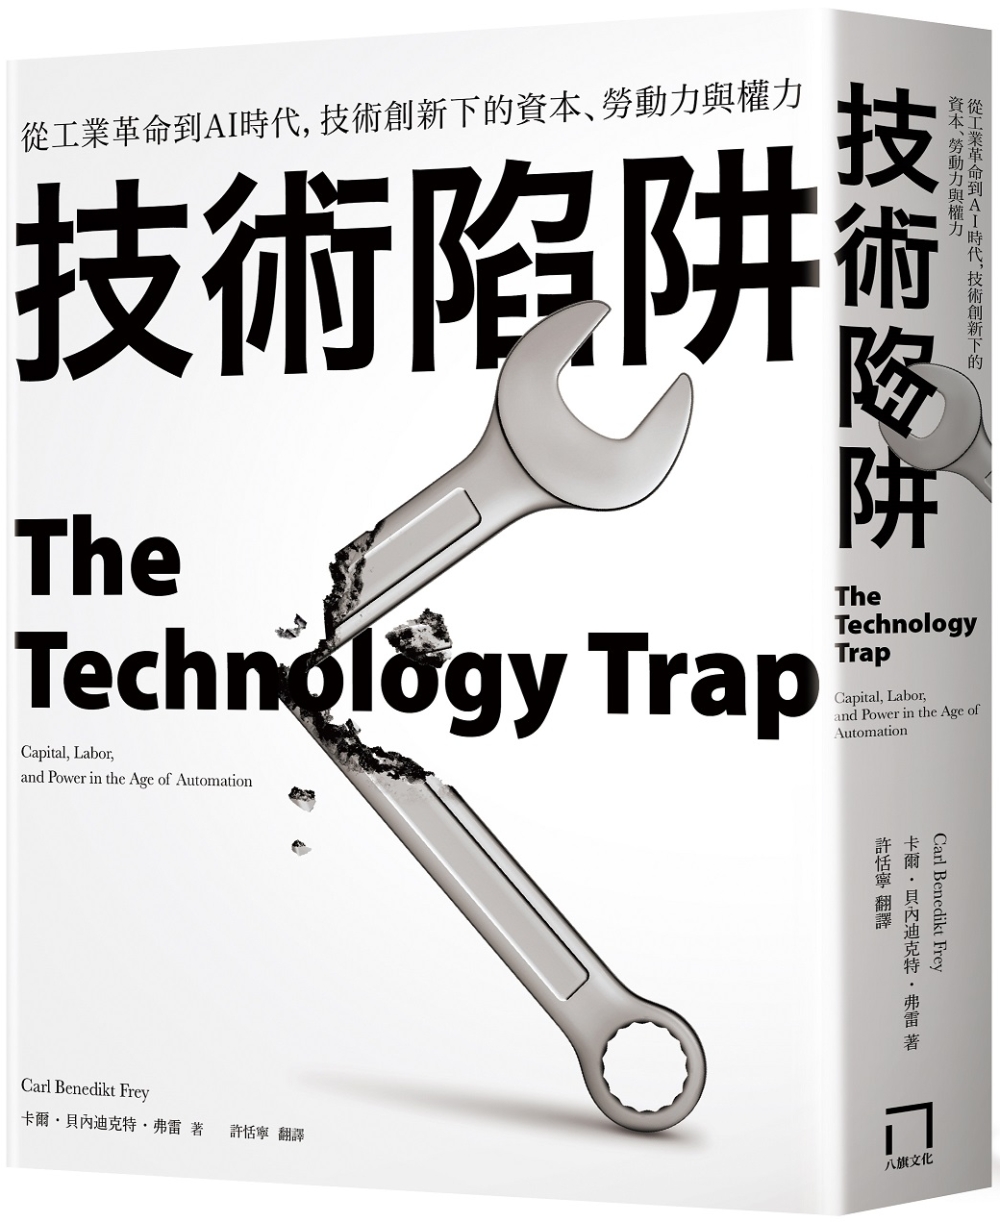 從工業革命到AI時代，技術創新下的資本、勞動力與權力
技術陷阱
The
Technology Trap
Capital, Labor,
and Power in the Age of Automation
Carl Benedikt Frey
卡爾・貝內迪克特・弗雷 著 許恬寧 翻譯
從工業革命到AI時代，技術創新下的
資本、勞動力與權力
技術陷阱
The
Technology
Trap
Capital, Labor,
and Power in the Age of
Automation
Carl Benedikt Frey
卡爾・貝內迪克特・弗雷 著
許恬寧 翻譯
八旗文化